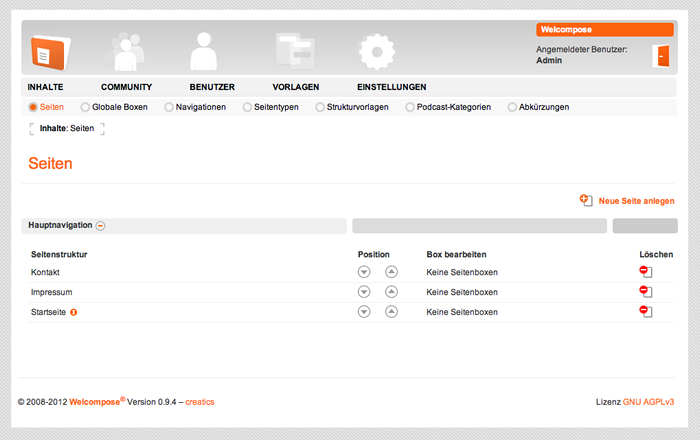 Welcompose
Angemeldeter Benutzer:
Admin
INHALTE COMMUNITY BENUTZER VORLAGEN EINSTELLUNGEN
Seiten Globale Boxen Navigationen Seitentypen Strukturvorlagen Podcast-Kategorien Abkürzungen
Inhalte: Seiten
Seiten
Neue Seite anlegen
Hauptnavigation
Seitenstruktur Position Box bearbeiten Löschen
Kontakt Keine Seitenboxen
Impressum Keine Seitenboxen
Startseite Keine Seitenboxen
© 2008-2012 Welcompose® Version 0.9.4 – creatics Lizenz GNU AGPLv3